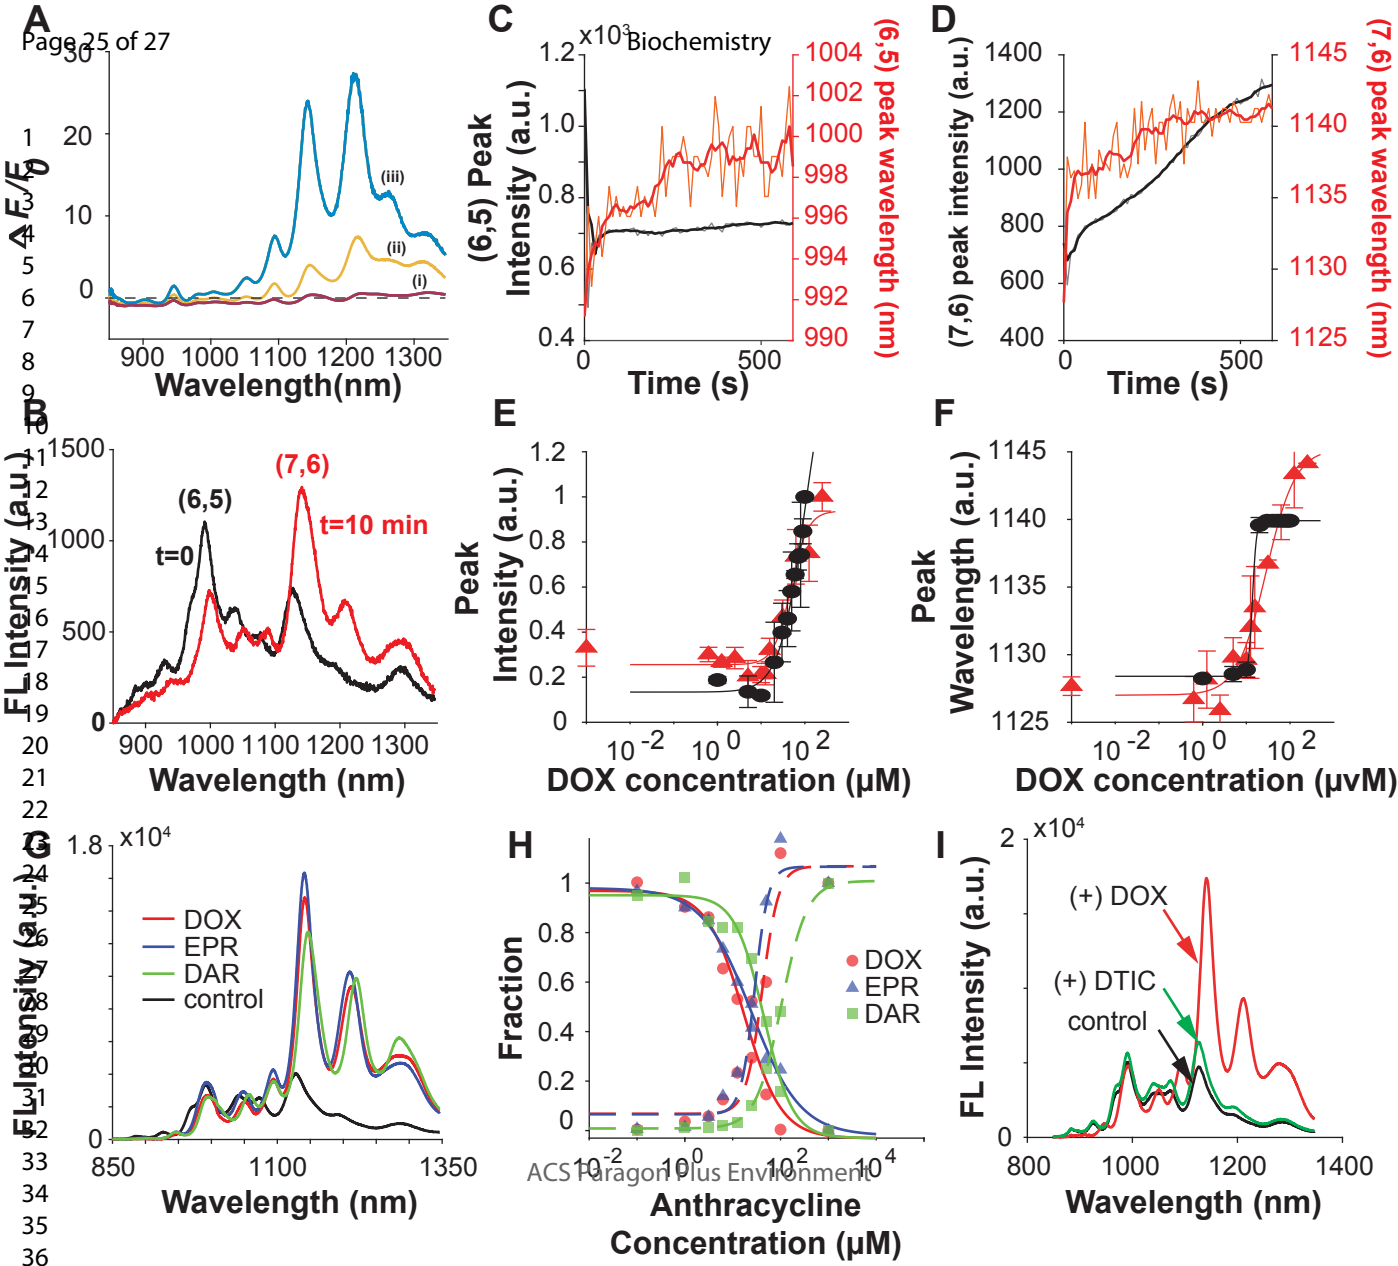 Page 25 of 27
Biochemistry
1
2
3
4
5
6
7
8
9
10
11
12
13
14
15
16
17
18
19
20
21
22
23
24
25
26
27
28
29
30
31
32
33
34
35
36
A
Δ F/F0
30
20
10
0
(iii)
(ii)
(i)
900 1000 1100 1200 1300
Wavelength(nm)
B
FL Intensity (a.u.)
1500
1000
500
0
(6,5)
(7,6)
t=0
t=10 min
900 1000 1100 1200 1300
Wavelength (nm)
C
x10³
(6,5) Peak
Intensity (a.u.)
1.2
1.0
0.8
0.6
0.4
1004
1002
1000
998
996
994
992
990
(6,5) peak wavelength (nm)
0 500
Time (s)
D
(7,6) peak intensity (a.u.)
1400
1200
1000
800
600
400
1145
1140
1135
1130
1125
(7,6) peak wavelength (nm)
0 500
Time (s)
E
Peak
Intensity (a.u.)
1.2
1
0.8
0.6
0.4
0.2
0
10⁻² 10⁰ 10²
DOX concentration (µM)
F
Peak
Wavelength (a.u.)
1145
1140
1135
1130
1125
10⁻² 10⁰ 10²
DOX concentration (µvM)
G
x10⁴
FL Intensity (a.u.)
1.8
0
DOX
EPR
DAR
control
850 1100 1350
Wavelength (nm)
H
Fraction
1
0.8
0.6
0.4
0.2
0
DOX
EPR
DAR
10⁻² 10⁰ 10² 10⁴
Anthracycline
Concentration (µM)
I
x10⁴
FL Intensity (a.u.)
2
0
(+) DOX
(+) DTIC
control
800 1000 1200 1400
Wavelength (nm)
ACS Paragon Plus Environment